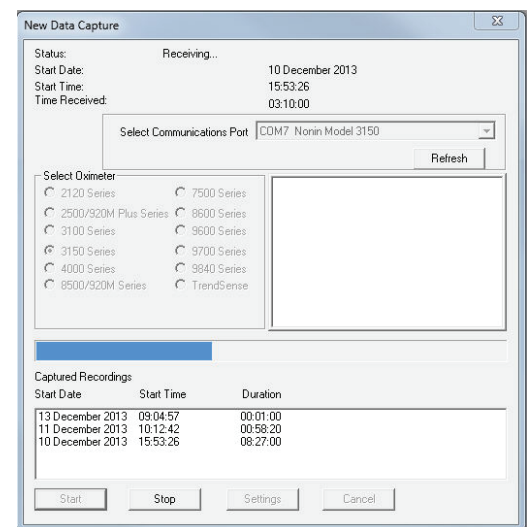 New Data Capture
Status: Receiving...
Start Date: 10 December 2013
Start Time: 15:53:26
Time Received: 03:10:00
Select Communications Port COM7 Nonin Model 3150
Refresh
Select Oximeter
2120 Series 7500 Series
2500/920M Plus Series 8600 Series
3100 Series 9600 Series
3150 Series 9700 Series
4000 Series 9840 Series
8500/920M Series TrendSense
Captured Recordings
Start Date Start Time Duration
13 December 2013 09:04:57 00:01:00
11 December 2013 10:12:42 00:58:20
10 December 2013 15:53:26 08:27:00
Start Stop Settings Cancel